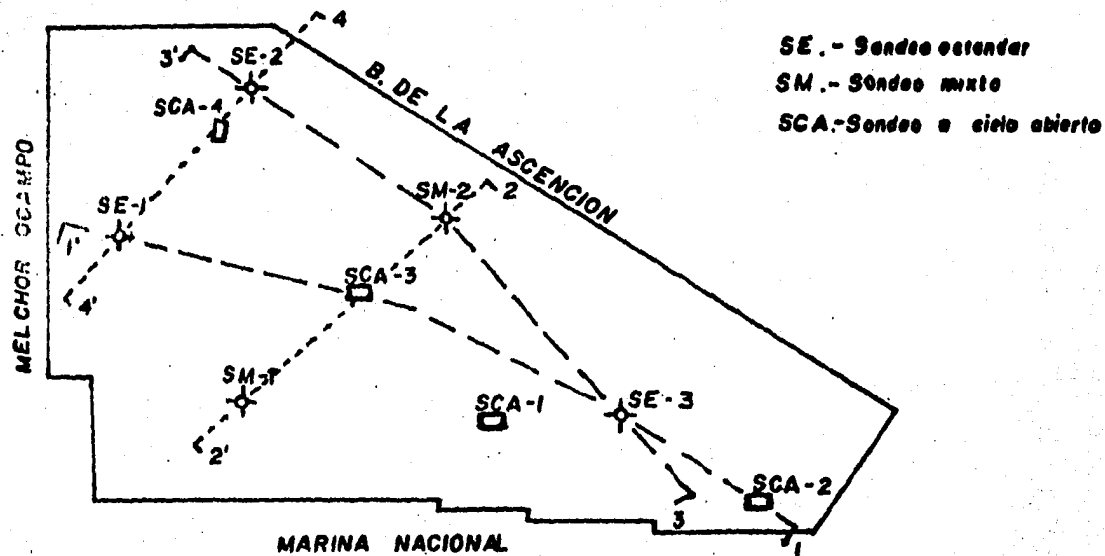 4
SE.- Sondeo estandar
3'
SE-2
SM.- Sondeo mixto
SCA-4
SCA.-Sondeo a cielo abierto
B. DE LA ASCENCION
MELCHOR OCAMPO
SM-2
2
SE-1
1'
SCA-3
4'
SM-1
SCA-1
SE-3
2'
SCA-2
3
1
MARINA NACIONAL